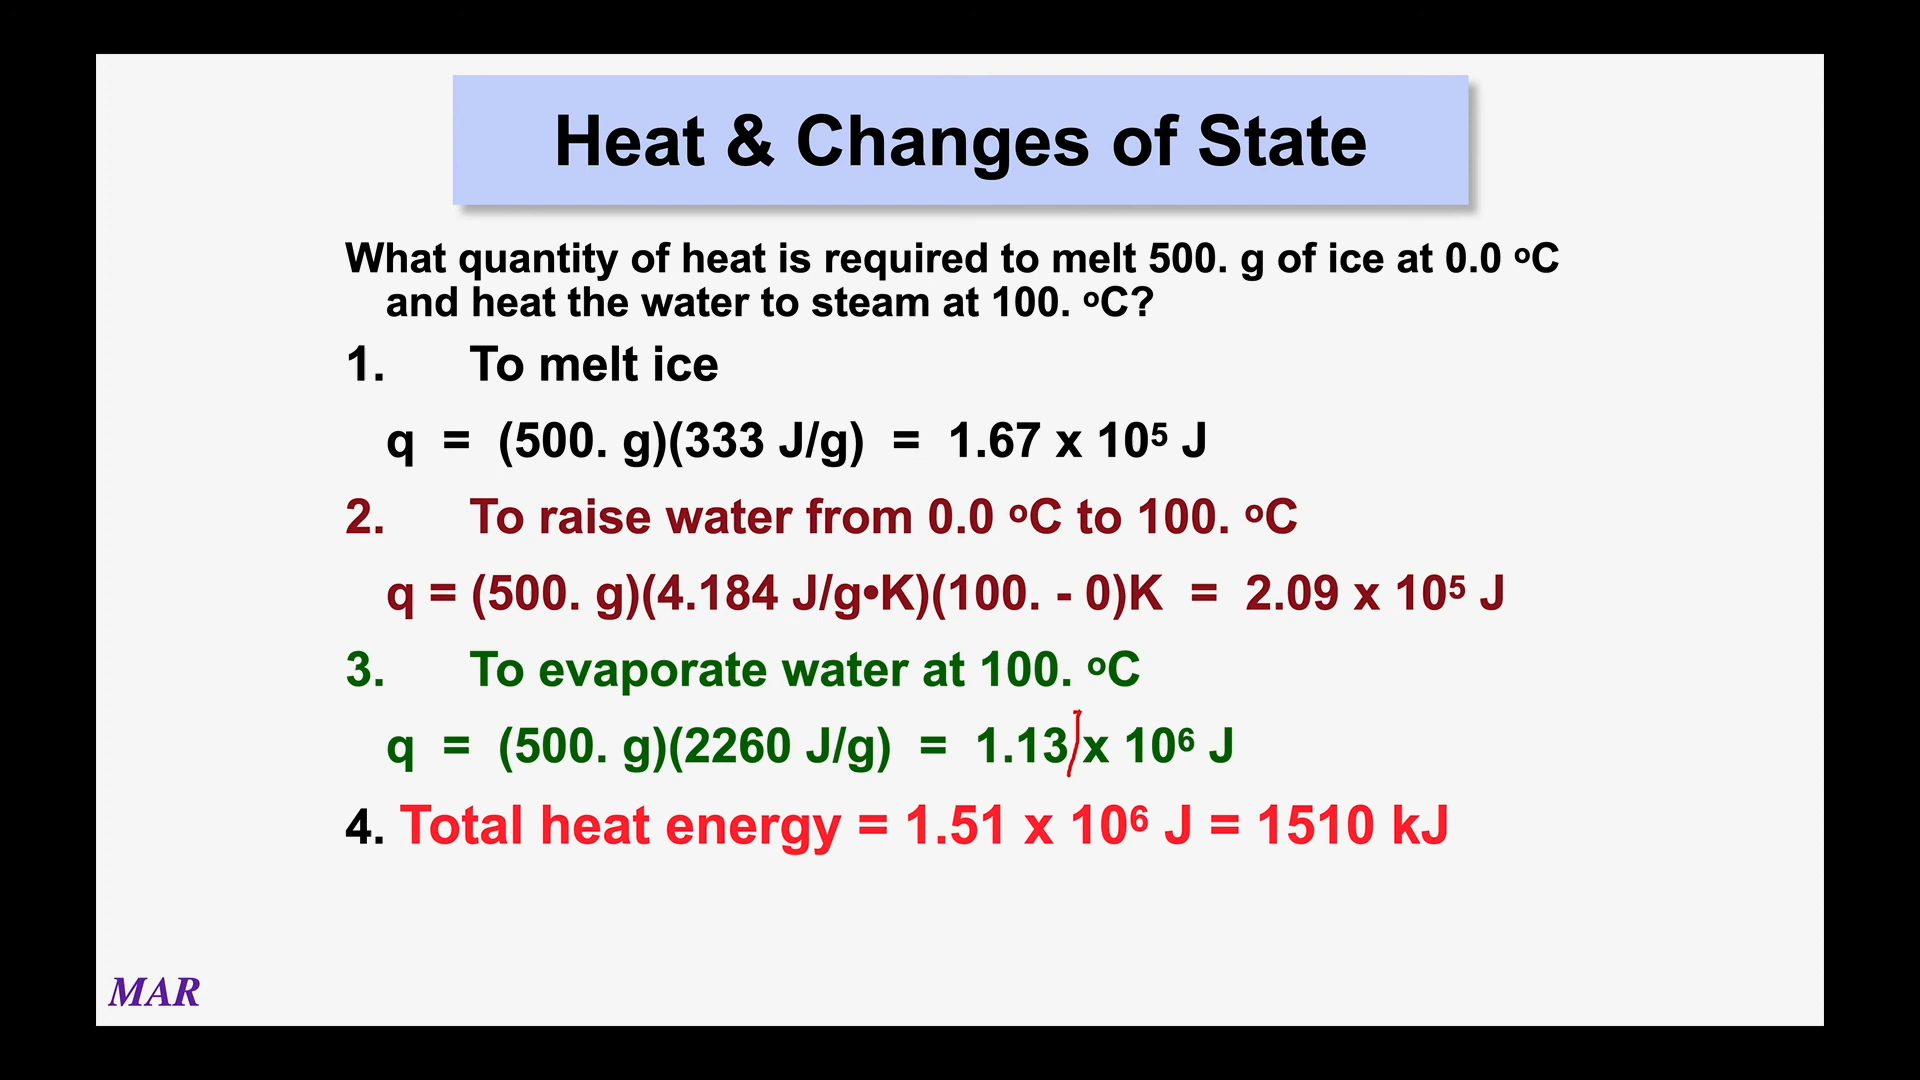 Heat & Changes of State
What quantity of heat is required to melt 500. g of ice at 0.0 ºC
and heat the water to steam at 100. ºC?
1. To melt ice
q = (500. g)(333 J/g) = 1.67 x 10⁵ J
2. To raise water from 0.0 ºC to 100. ºC
q = (500. g)(4.184 J/g•K)(100. - 0)K = 2.09 x 10⁵ J
3. To evaporate water at 100. ºC
q = (500. g)(2260 J/g) = 1.13 x 10⁶ J
4. Total heat energy = 1.51 x 10⁶ J = 1510 kJ
MAR